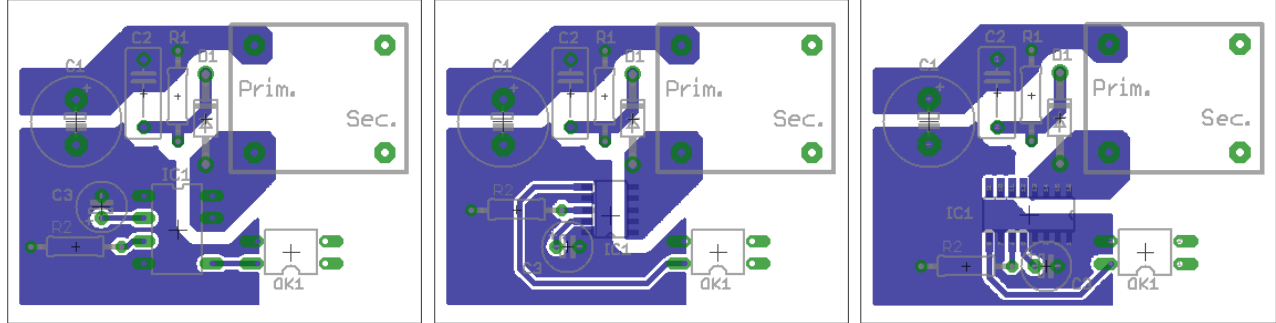 C1
C2
R1
D1
Prim.
Sec.
IC1
C3
R2
OK1
C1
C2
R1
D1
Prim.
Sec.
R2
IC1
C3
OK1
C1
C2
R1
D1
Prim.
Sec.
IC1
R2
C3
OK1